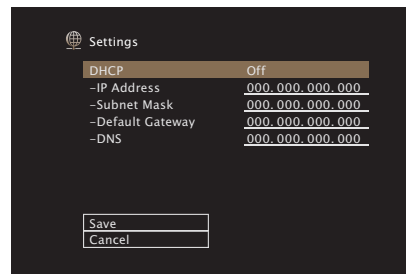 Settings
DHCP Off
-IP Address 000. 000. 000. 000
-Subnet Mask 000. 000. 000. 000
-Default Gateway 000. 000. 000. 000
-DNS 000. 000. 000. 000
Save
Cancel